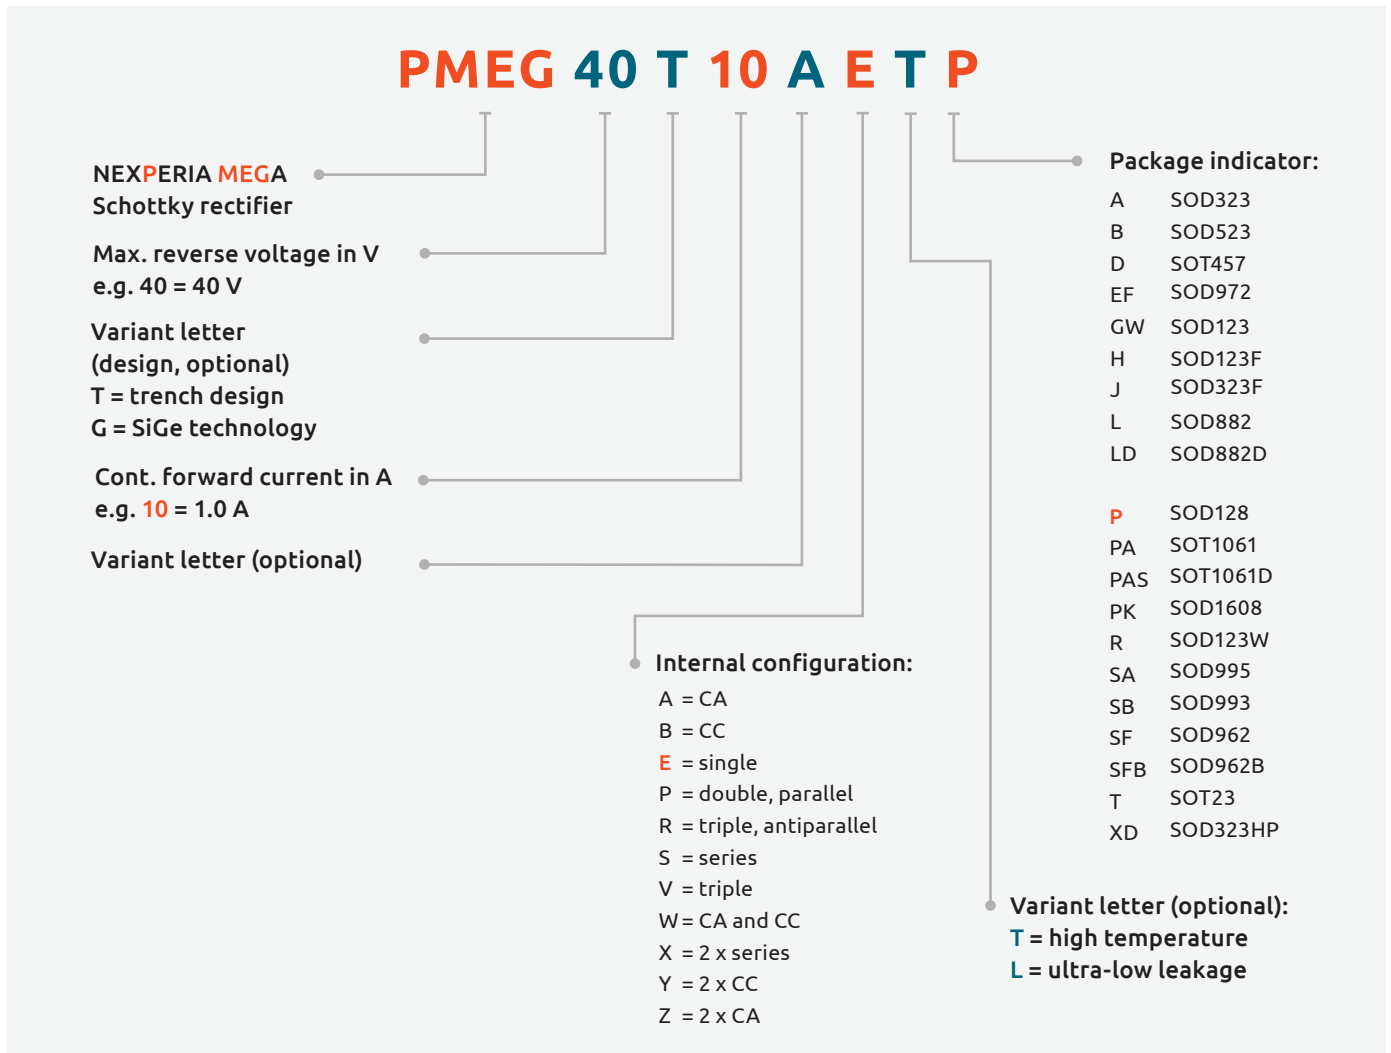 PMEG 40 T 10 A E T P
NEXPERIA MEGA
Schottky rectifier
Max. reverse voltage in V
e.g. 40 = 40 V
Variant letter
(design, optional)
T = trench design
G = SiGe technology
Cont. forward current in A
e.g. 10 = 1.0 A
Variant letter (optional)
Internal configuration:
A = CA
B = CC
E = single
P = double, parallel
R = triple, antiparallel
S = series
V = triple
W = CA and CC
X = 2 x series
Y = 2 x CC
Z = 2 x CA
Package indicator:
A SOD323
B SOD523
D SOT457
EF SOD972
GW SOD123
H SOD123F
J SOD323F
L SOD882
LD SOD882D
P SOD128
PA SOT1061
PAS SOT1061D
PK SOD1608
R SOD123W
SA SOD995
SB SOD993
SF SOD962
SFB SOD962B
T SOT23
XD SOD323HP
Variant letter (optional):
T = high temperature
L = ultra-low leakage